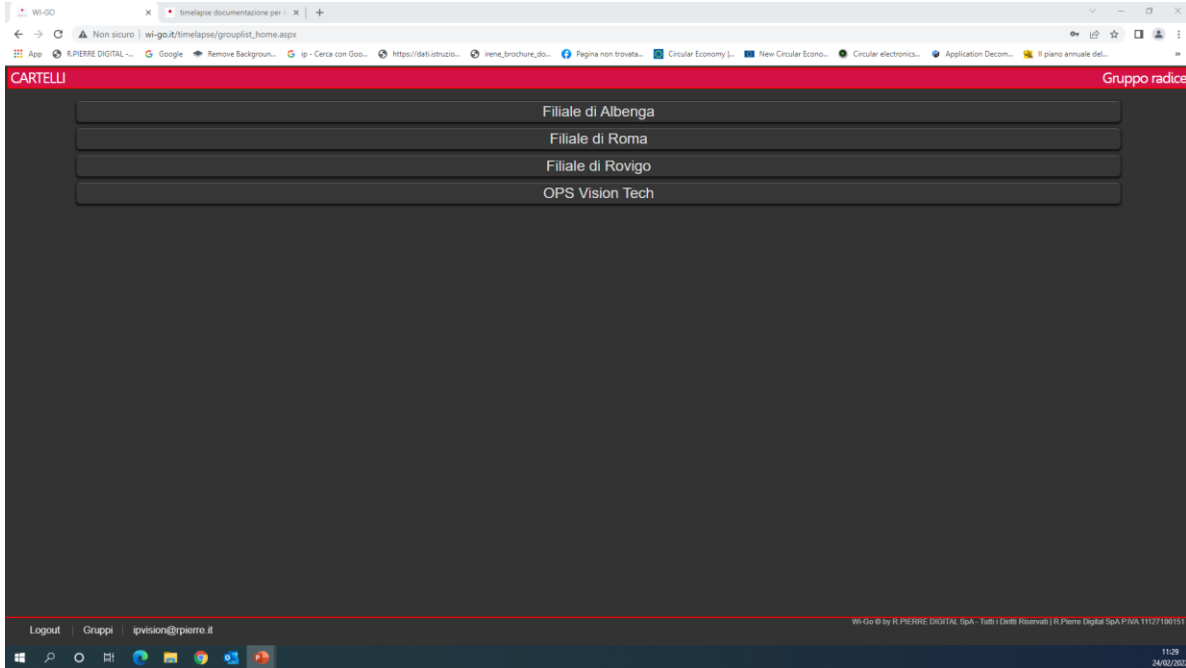 WI-GO
timelapse documentazione per i
Non sicuro | wi-go.it/timelapse/grouplist_home.aspx
App R.PIERRE DIGITAL -... Google Remove Backgroun... ip - Cerca con Goo... https://dati.istruzio... irene_brochure_do... Pagina non trovata... Circular Economy |... New Circular Econo... Circular electronics... Application Decom... Il piano annuale del...
CARTELLI Gruppo radice
Filiale di Albenga
Filiale di Roma
Filiale di Rovigo
OPS Vision Tech
Wi-Go © by R.PIERRE DIGITAL SpA - Tutti i Diritti Riservati | R.Pierre Digital SpA P.IVA 11127100151
Logout | Gruppi | ipvision@rpierre.it
11:29
24/02/202